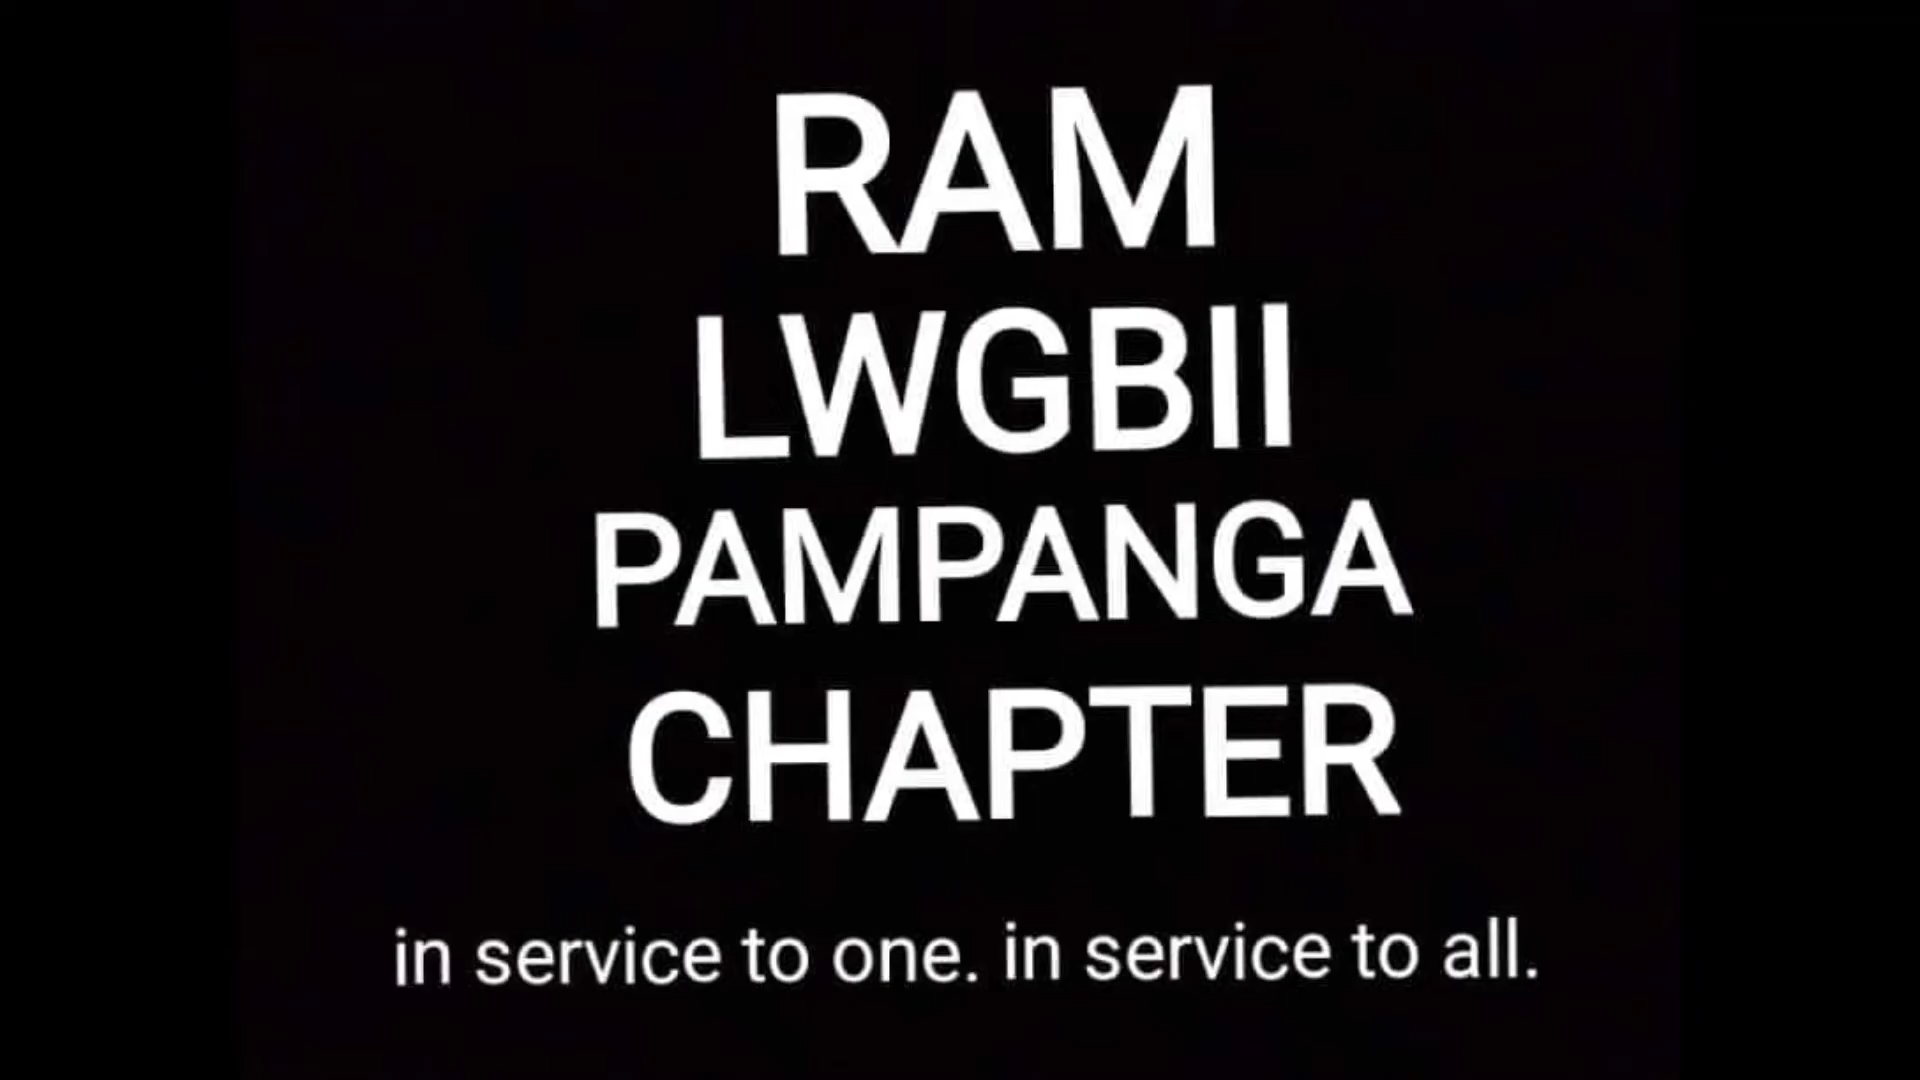 RAM
LWGBII
PAMPANGA
CHAPTER
in service to one. in service to all.